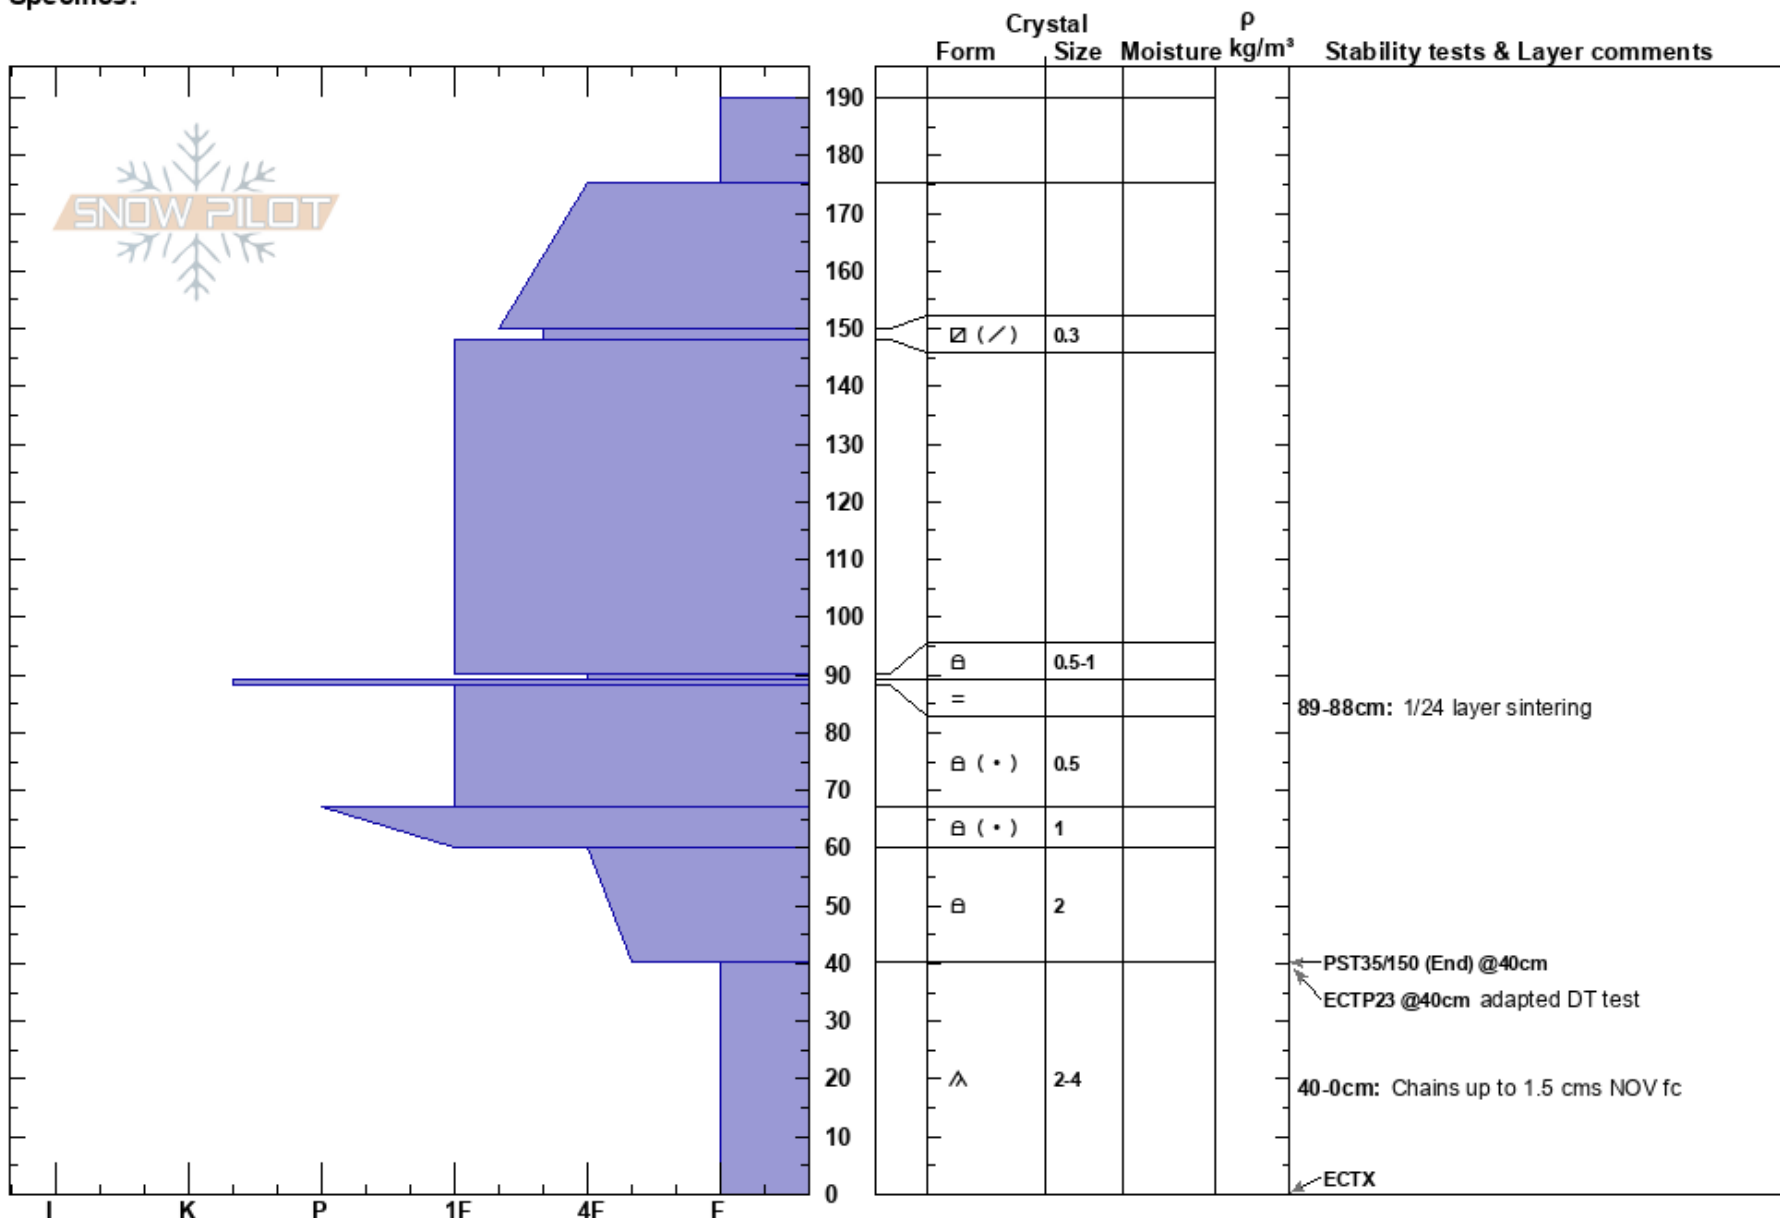 Specifics:
Crystal
ρ
Form Size Moisture kg/m³ Stability tests & Layer comments
SNOW PILOT
190
180
170
160
150 (/) 0.3
140
130
120
110
100
90 0.5-1
=
89-88cm: 1/24 layer sintering
80
(•) 0.5
70
(•) 1
60
50 2
40 PST35/150 (End) @40cm
ECTP23 @40cm adapted DT test
30
20 2-4
40-0cm: Chains up to 1.5 cms NOV fc
10
ECTX
0
I K P 1F 4F F